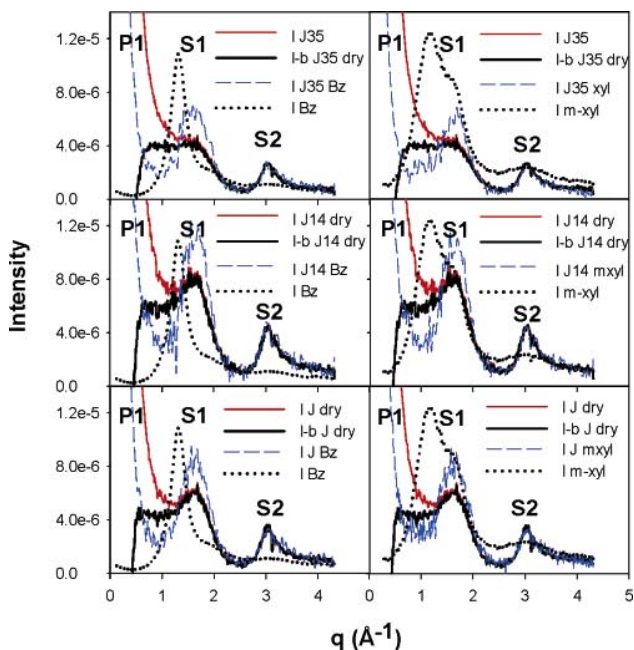 P1 S1 S2
I J35
I-b J35 dry
I J35 Bz
I Bz
1.2e-5
8.0e-6
4.0e-6
0.0
P1 S1 S2
I J35
I-b J35 dry
I J35 xyl
I m-xyl
P1 S1 S2
I J14 dry
I-b J14 dry
I J14 Bz
I Bz
1.2e-5
8.0e-6
4.0e-6
0.0
P1 S1 S2
I J14 dry
I-b J14 dry
I J14 mxyl
I m-xyl
P1 S1 S2
I J dry
I-b J dry
I J Bz
I Bz
1.2e-5
8.0e-6
4.0e-6
0.0
P1 S1 S2
I J dry
I-b J dry
I J mxyl
I m-xyl
Intensity
0 1 2 3 4 0 1 2 3 4 5
q (Å-1)